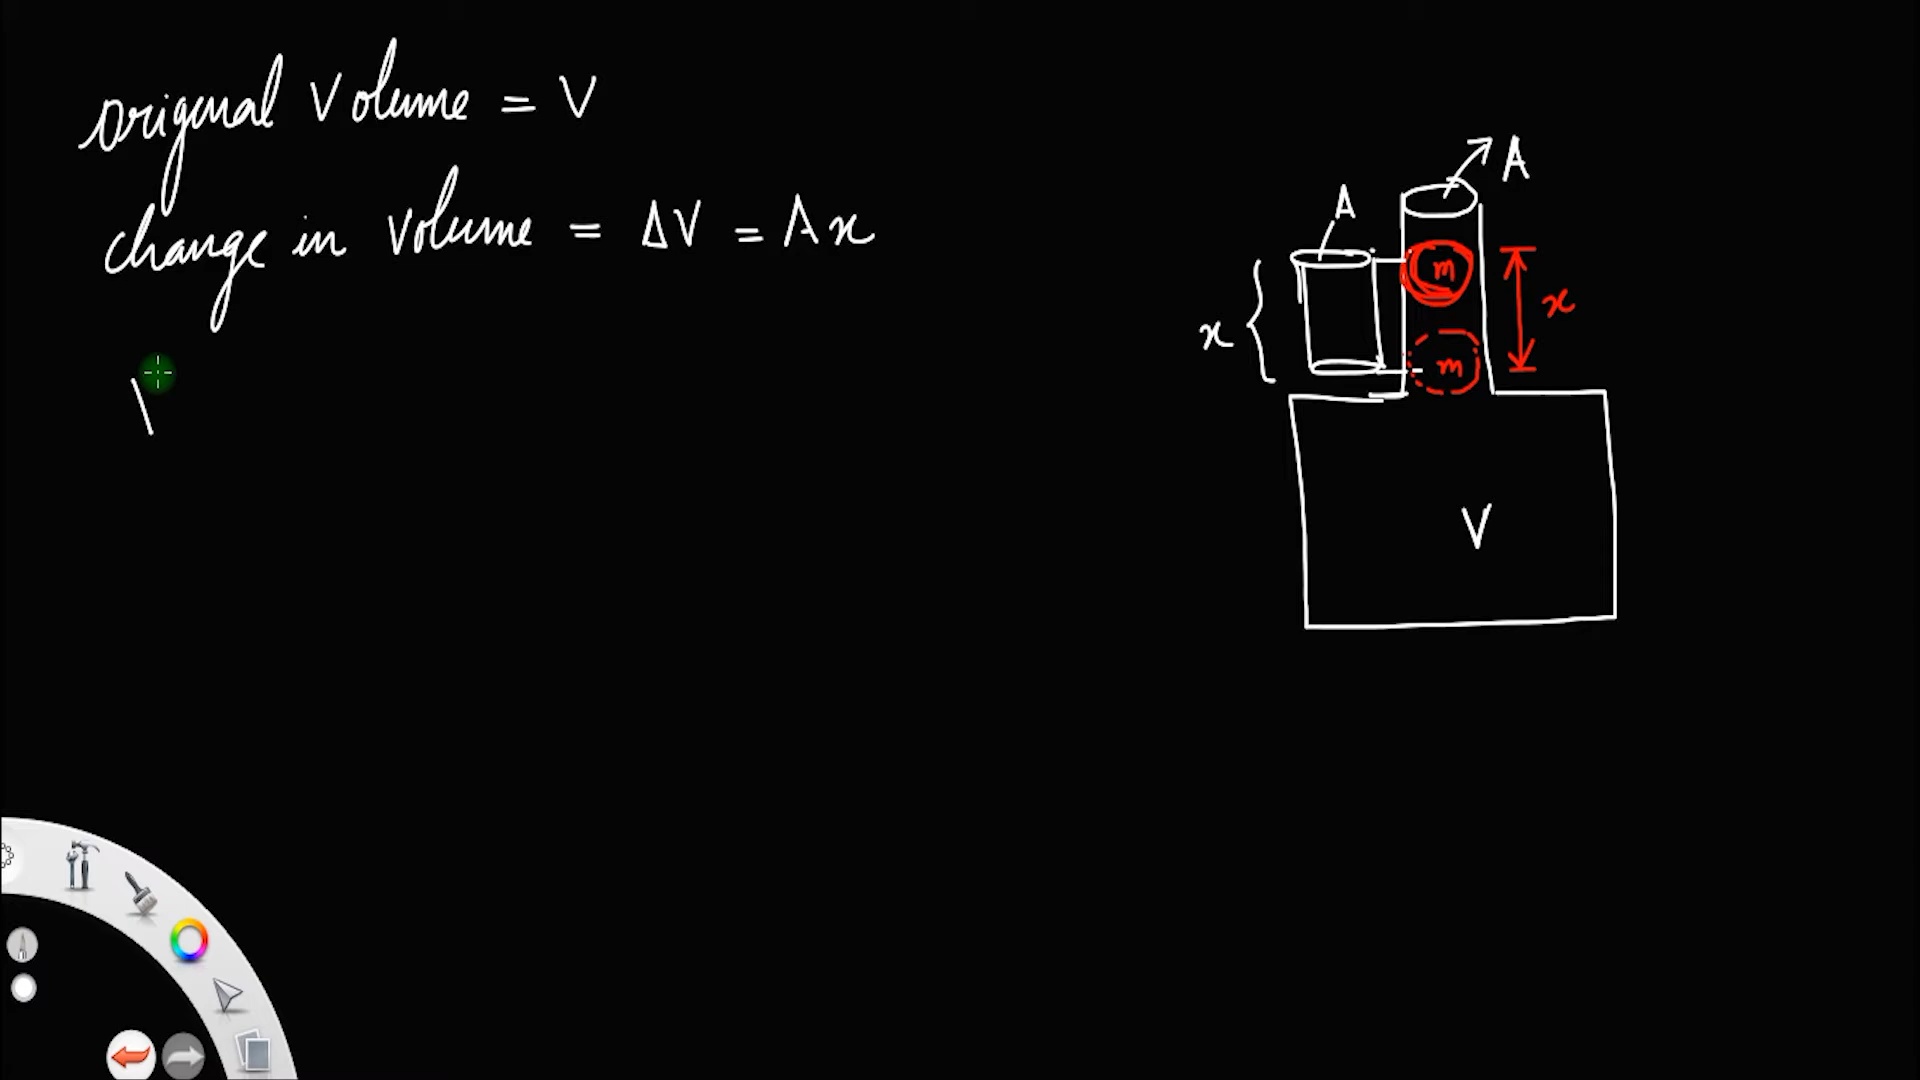 original Volume = V
change in Volume = ΔV = Ax
A
A
m
x
x
m
V